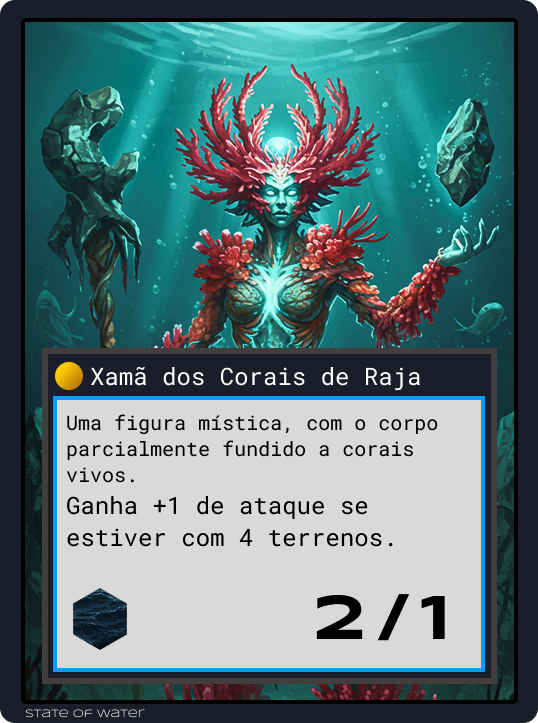 Xamã dos Corais de Raja
Uma figura mística, com o corpo
parcialmente fundido a corais
vivos.
Ganha +1 de ataque se
estiver com 4 terrenos.
2/1
STATE OF WATER